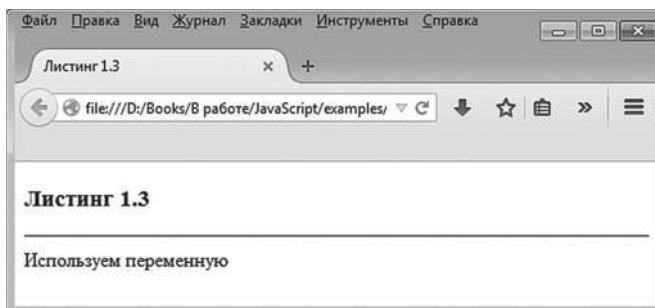 Файл Правка Вид Журнал Закладки Инструменты Справка
Листинг 1.3
file:///D:/Books/В работе/JavaScript/examples/
Листинг 1.3
Используем переменную